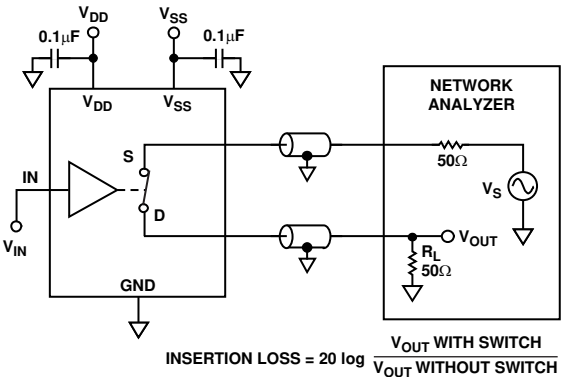 VDD
VSS
0.1μF
0.1μF
VDD
VSS
NETWORK
ANALYZER
S
50Ω
IN
VS
D
VIN
VOUT
RL
50Ω
GND
INSERTION LOSS = 20 log VOUT WITH SWITCH
VOUT WITHOUT SWITCH